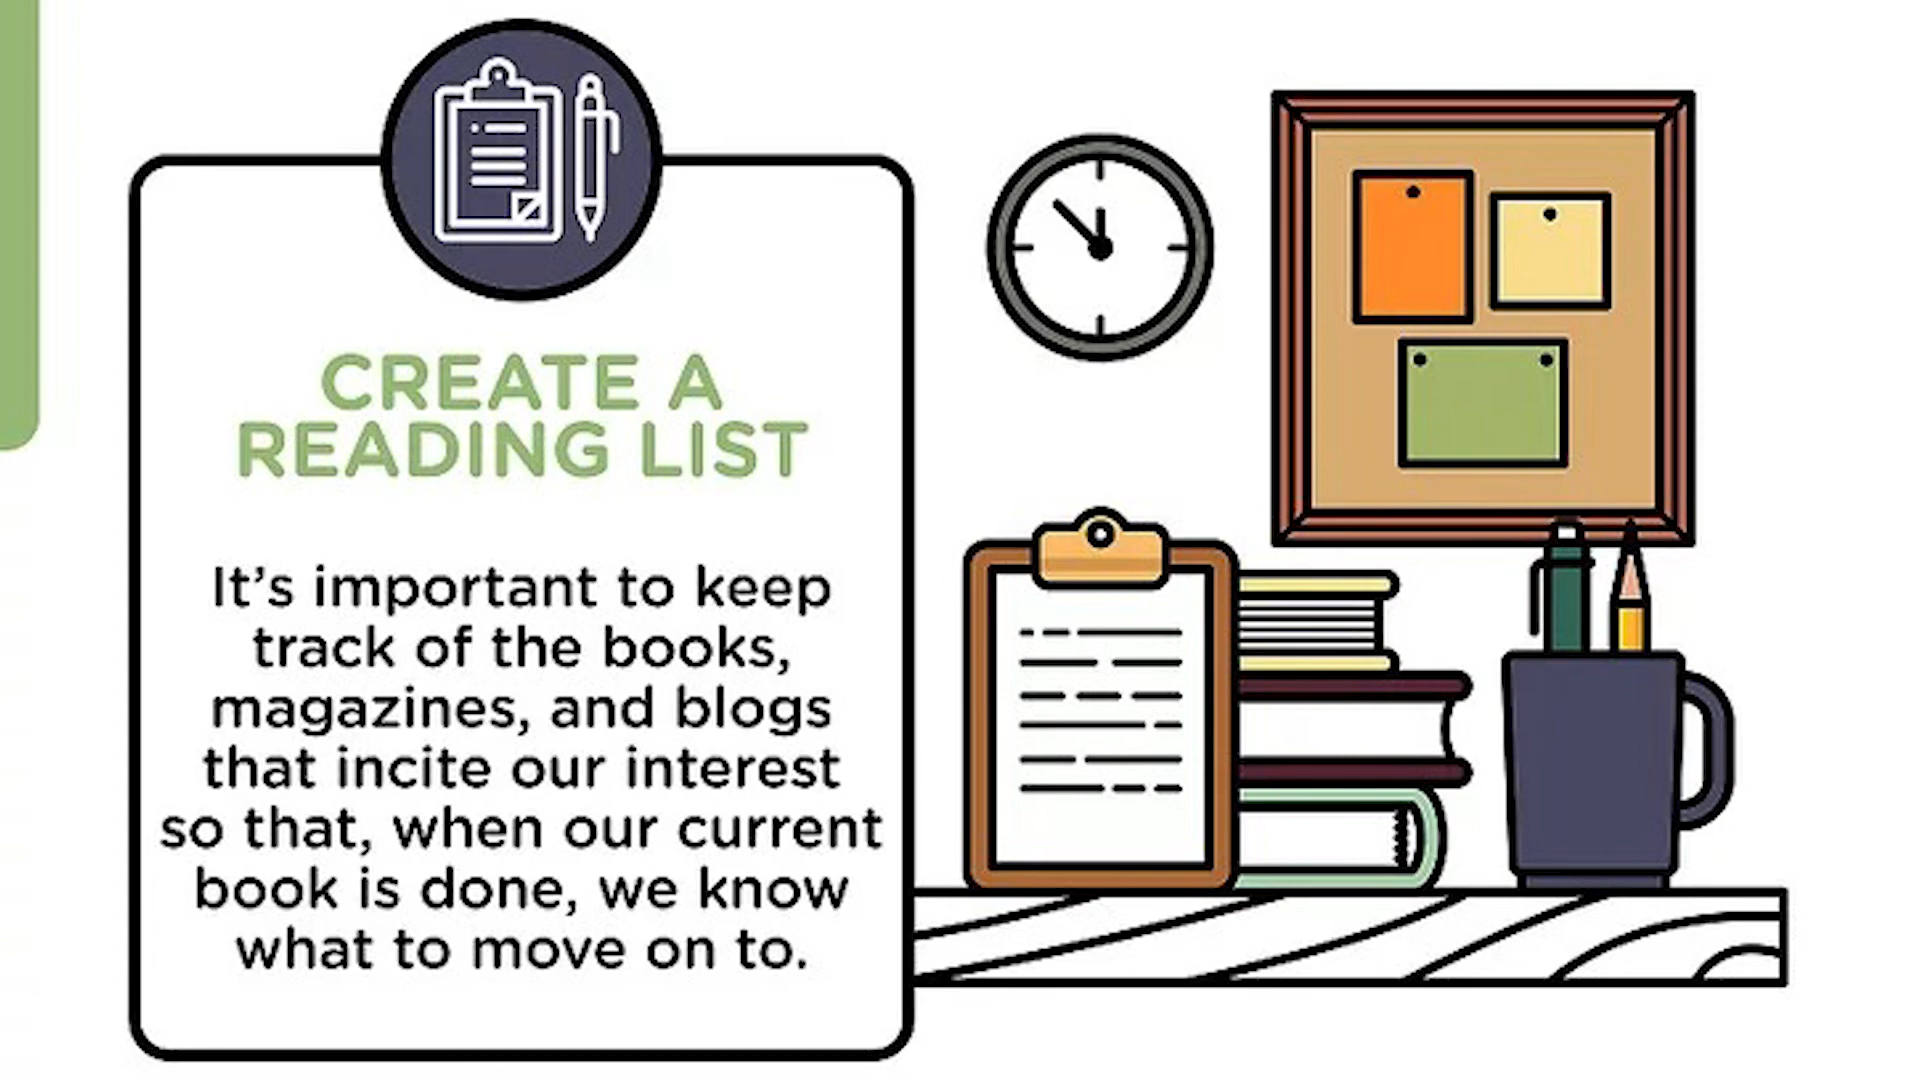 CREATE A
READING LIST
It’s important to keep
track of the books,
magazines, and blogs
that incite our interest
so that, when our current
book is done, we know
what to move on to.